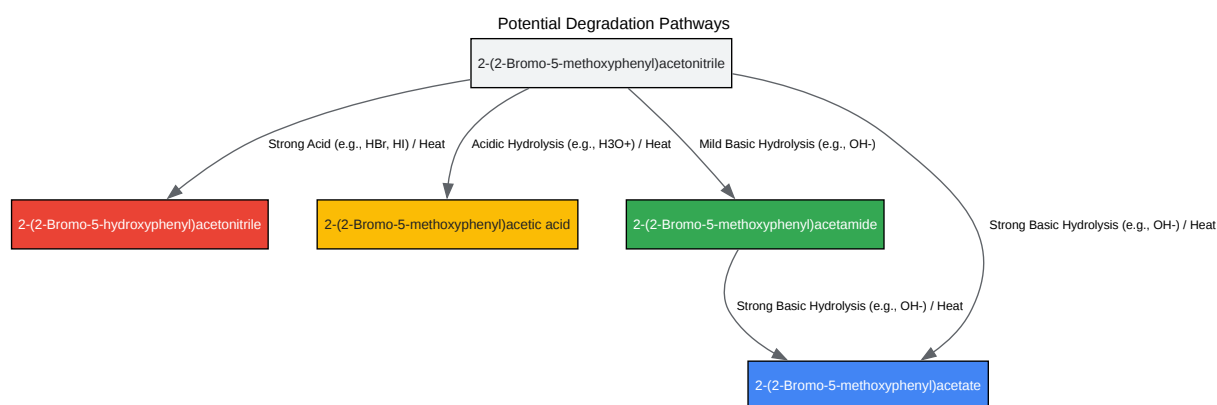 Potential Degradation Pathways
2-(2-Bromo-5-methoxyphenyl)acetonitrile
Strong Acid (e.g., HBr, HI) / Heat
Acidic Hydrolysis (e.g., H3O+) / Heat
Mild Basic Hydrolysis (e.g., OH-)
2-(2-Bromo-5-hydroxyphenyl)acetonitrile
2-(2-Bromo-5-methoxyphenyl)acetic acid
2-(2-Bromo-5-methoxyphenyl)acetamide
Strong Basic Hydrolysis (e.g., OH-) / Heat
Strong Basic Hydrolysis (e.g., OH-) / Heat
2-(2-Bromo-5-methoxyphenyl)acetate